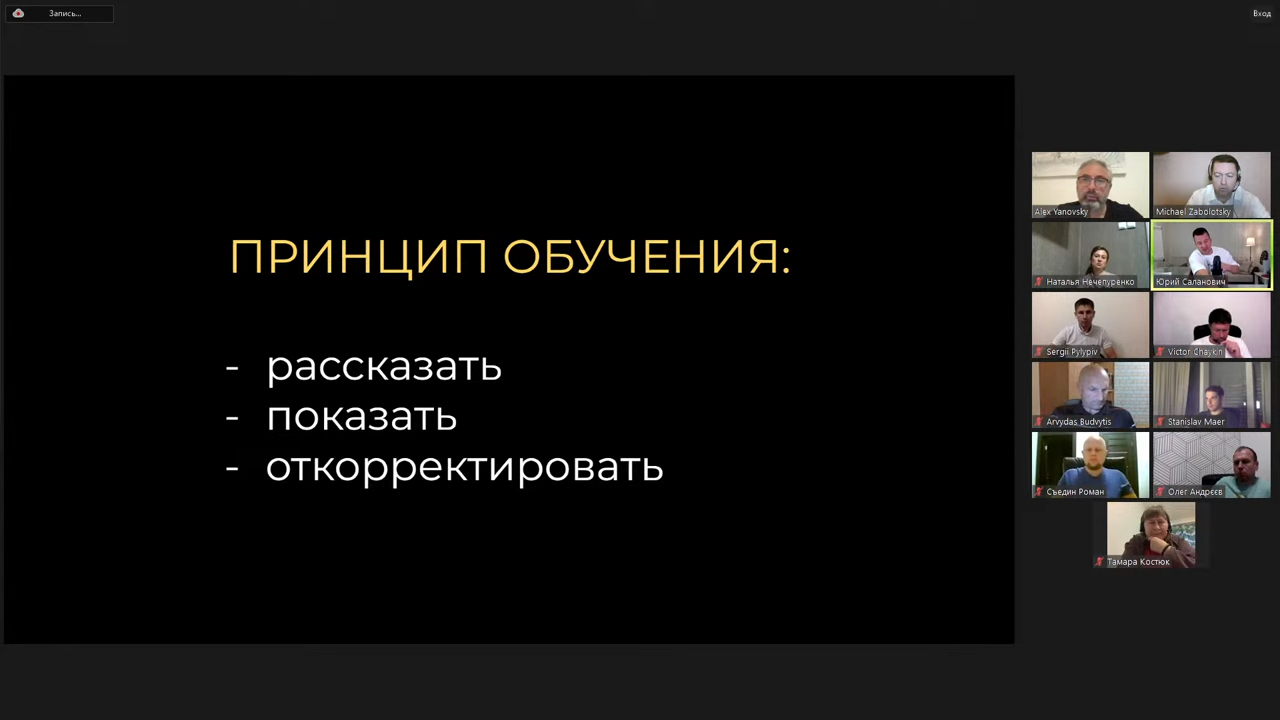 Запись...
Вход
ПРИНЦИП ОБУЧЕНИЯ:
- рассказать
- показать
- откорректировать
Alex Yanovsky
Michael Zabolotsky
Наталья Нечепуренко
Юрий Саланович
Sergii Pylypiv
Victor Chaykin
Arvydas Budvytis
Stanislav Maer
Съедин Роман
Олег Андрєєв
Тамара Костюк